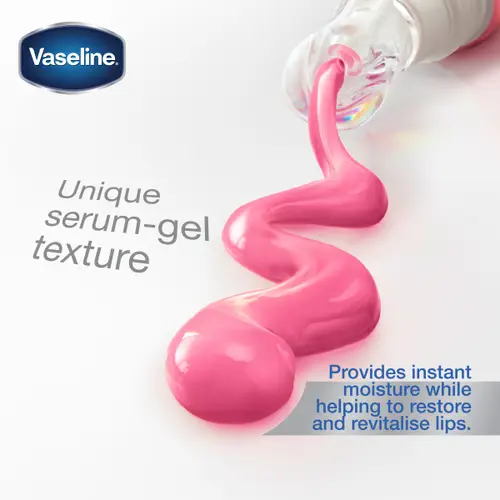 Vaseline
Unique
serum-gel
texture
Provides instant
moisture while
helping to restore
and revitalise lips.